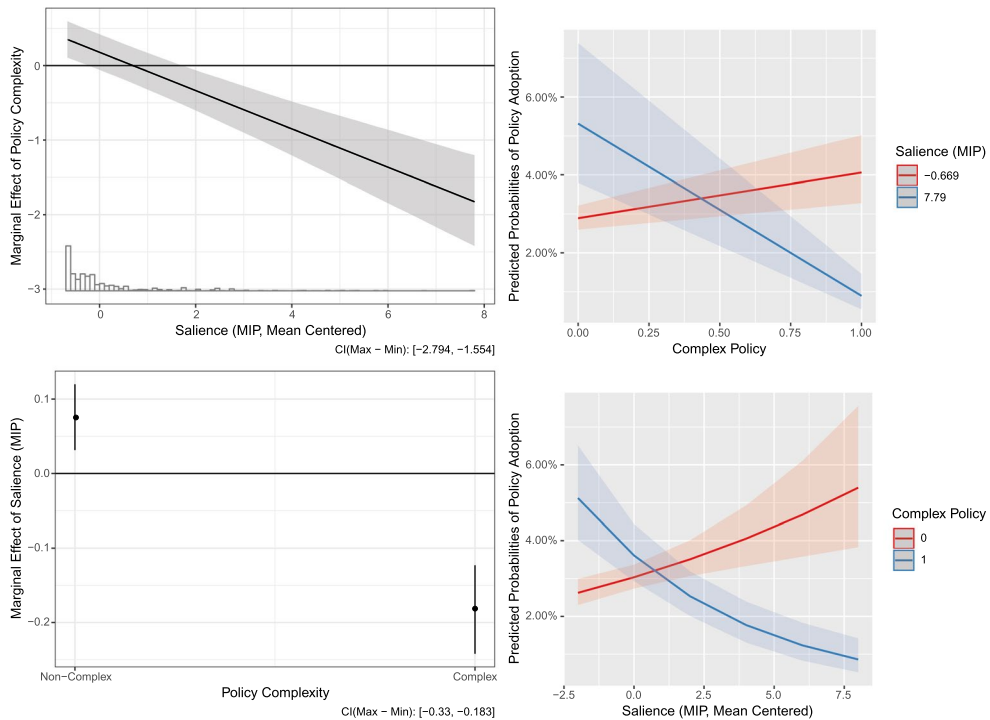 Marginal Effect of Policy Complexity
0
−1
−2
−3
0
2
4
6
8
Salience (MIP, Mean Centered)
CI(Max − Min): [−2.794, −1.554]
Predicted Probabilities of Policy Adoption
6.00%
4.00%
2.00%
0.00
0.25
0.50
0.75
1.00
Complex Policy
Salience (MIP)
−0.669
7.79
Marginal Effect of Salience (MIP)
0.1
0.0
−0.1
−0.2
Non−Complex
Complex
Policy Complexity
CI(Max − Min): [−0.33, −0.183]
Predicted Probabilities of Policy Adoption
6.00%
4.00%
2.00%
−2.5
0.0
2.5
5.0
7.5
Salience (MIP, Mean Centered)
Complex Policy
0
1